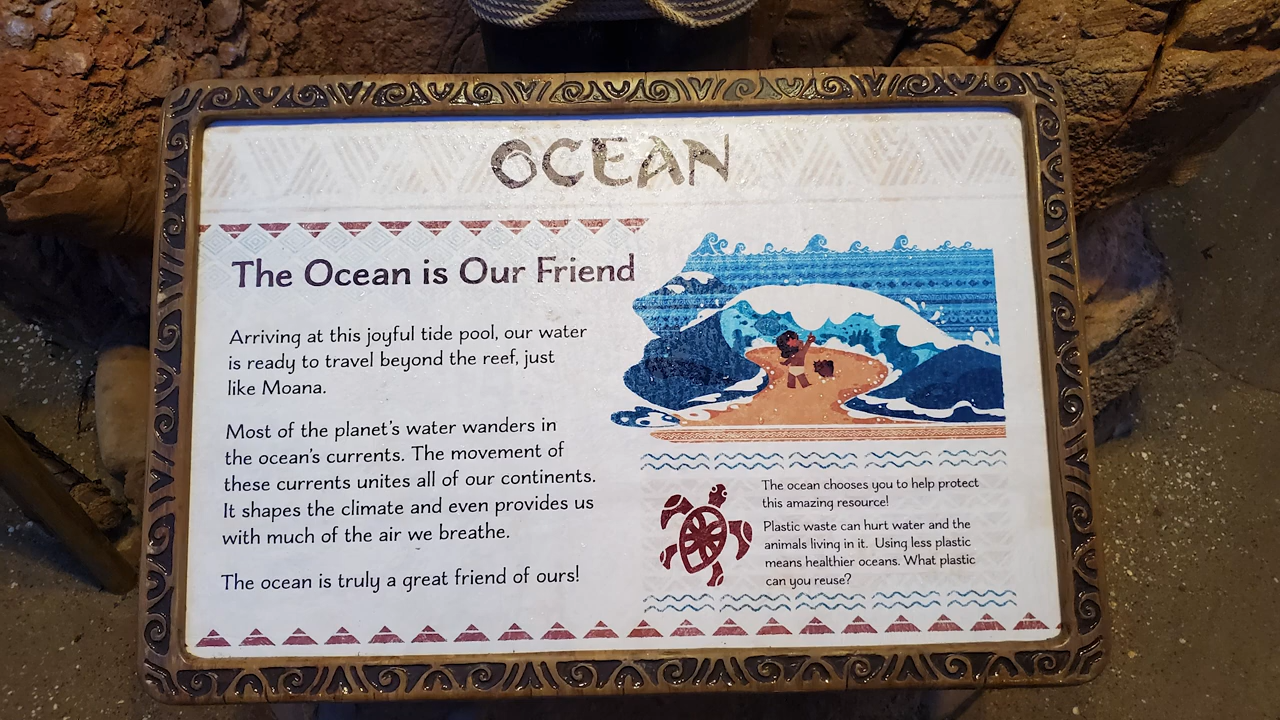 OCEAN
The Ocean is Our Friend
Arriving at this joyful tide pool, our water
is ready to travel beyond the reef, just
like Moana.
Most of the planet's water wanders in
the ocean's currents. The movement of
these currents unites all of our continents.
It shapes the climate and even provides us
with much of the air we breathe.
The ocean is truly a great friend of ours!
The ocean chooses you to help protect
this amazing resource!
Plastic waste can hurt water and the
animals living in it. Using less plastic
means healthier oceans. What plastic
can you reuse?